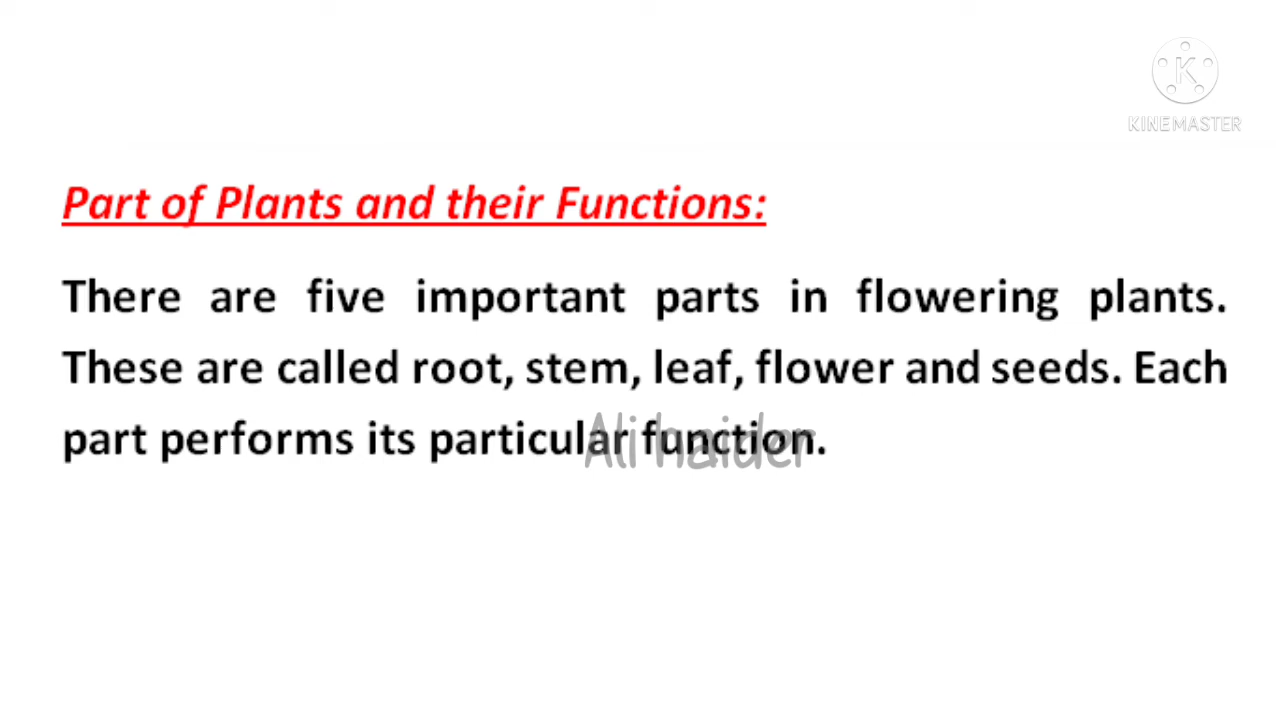 K
KINEMASTER
Part of Plants and their Functions:
There are five important parts in flowering plants.
These are called root, stem, leaf, flower and seeds. Each
part performs its particular function.
Ali haider